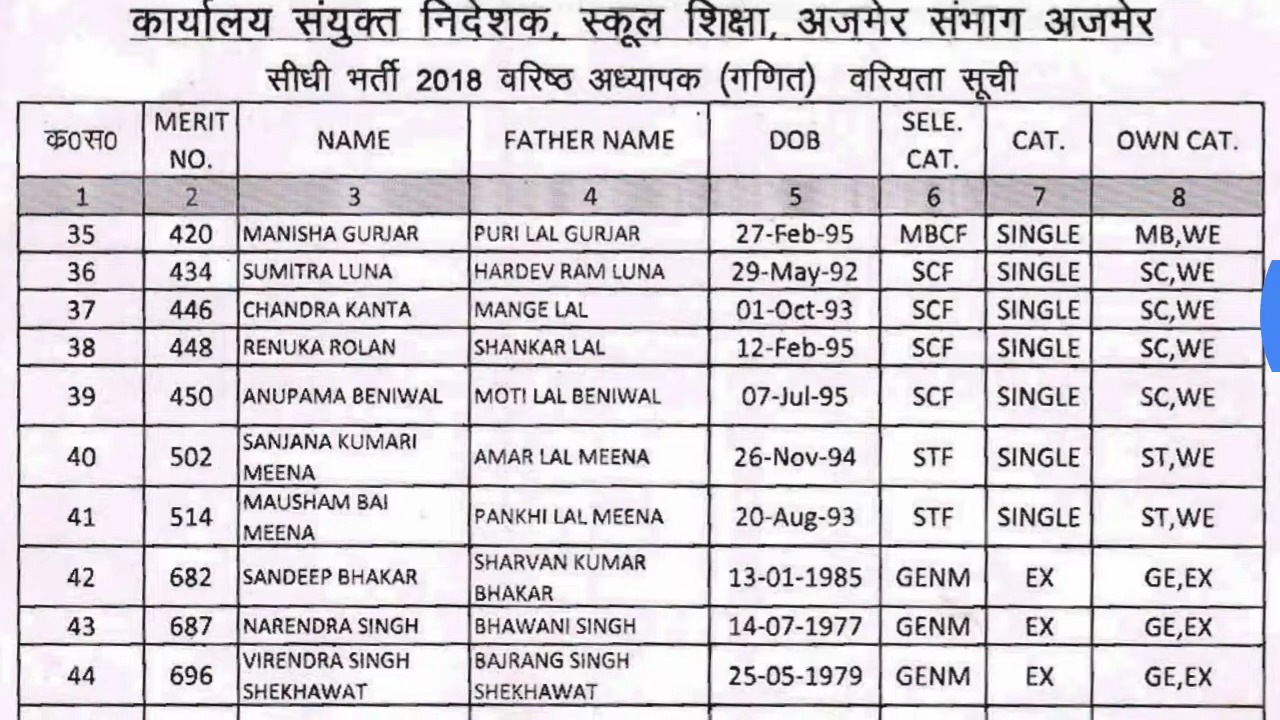 कार्यालय संयुक्त निदेशक, स्कूल शिक्षा, अजमेर संभाग अजमेर
सीधी भर्ती 2018 वरिष्ठ अध्यापक (गणित) वरियता सूची
क0स0 MERIT NO. NAME FATHER NAME DOB SELE. CAT. CAT. OWN CAT.
1 2 3 4 5 6 7 8
35 420 MANISHA GURJAR PURI LAL GURJAR 27-Feb-95 MBCF SINGLE MB,WE
36 434 SUMITRA LUNA HARDEV RAM LUNA 29-May-92 SCF SINGLE SC,WE
37 446 CHANDRA KANTA MANGE LAL 01-Oct-93 SCF SINGLE SC,WE
38 448 RENUKA ROLAN SHANKAR LAL 12-Feb-95 SCF SINGLE SC,WE
39 450 ANUPAMA BENIWAL MOTI LAL BENIWAL 07-Jul-95 SCF SINGLE SC,WE
40 502 SANJANA KUMARI MEENA AMAR LAL MEENA 26-Nov-94 STF SINGLE ST,WE
41 514 MAUSHAM BAI MEENA PANKHI LAL MEENA 20-Aug-93 STF SINGLE ST,WE
42 682 SANDEEP BHAKAR SHARVAN KUMAR BHAKAR 13-01-1985 GENM EX GE,EX
43 687 NARENDRA SINGH BHAWANI SINGH 14-07-1977 GENM EX GE,EX
44 696 VIRENDRA SINGH SHEKHAWAT BAJRANG SINGH SHEKHAWAT 25-05-1979 GENM EX GE,EX